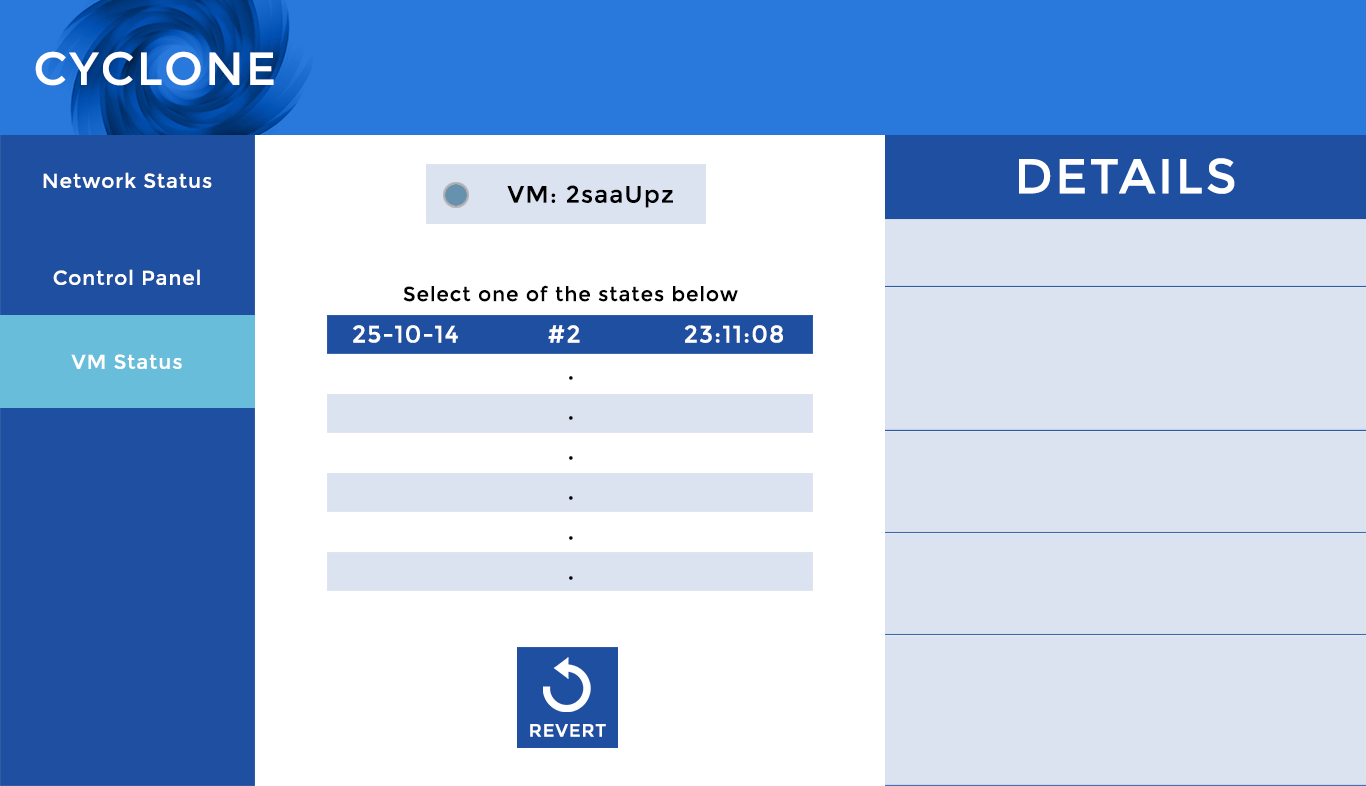 CYCLONE
Network Status
Control Panel
VM Status
VM: 2saaUpz
Select one of the states below
25-10-14 #2 23:11:08
.
.
.
.
.
.
REVERT
DETAILS